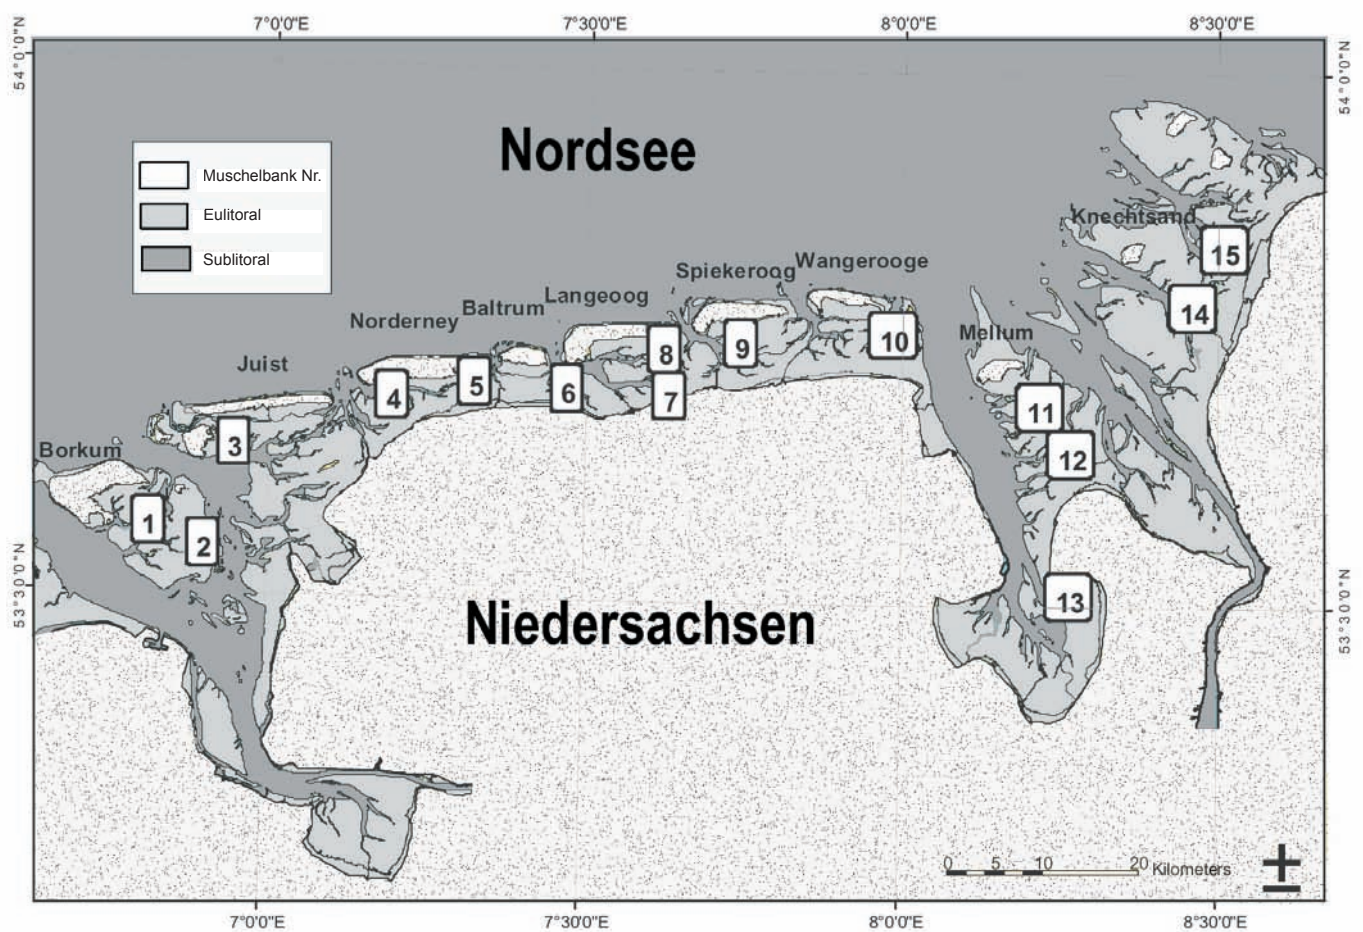 7°0'0"E 7°30'0"E 8°0'0"E 8°30'0"E
54°0'0"N
54°0'0"N
Nordsee
Muschelbank Nr.
Eulitoral
Sublitoral
Knechtsand
15
Spiekeroog Wangerooge
Langeoog
Baltrum
Norderney
14
Mellum
10
9
8
Juist
5
4
6
7
11
3
Borkum
12
1
2
53°30'0"N
53°30'0"N
13
Niedersachsen
0 5 10 20 Kilometers
7°0'0"E 7°30'0"E 8°0'0"E 8°30'0"E